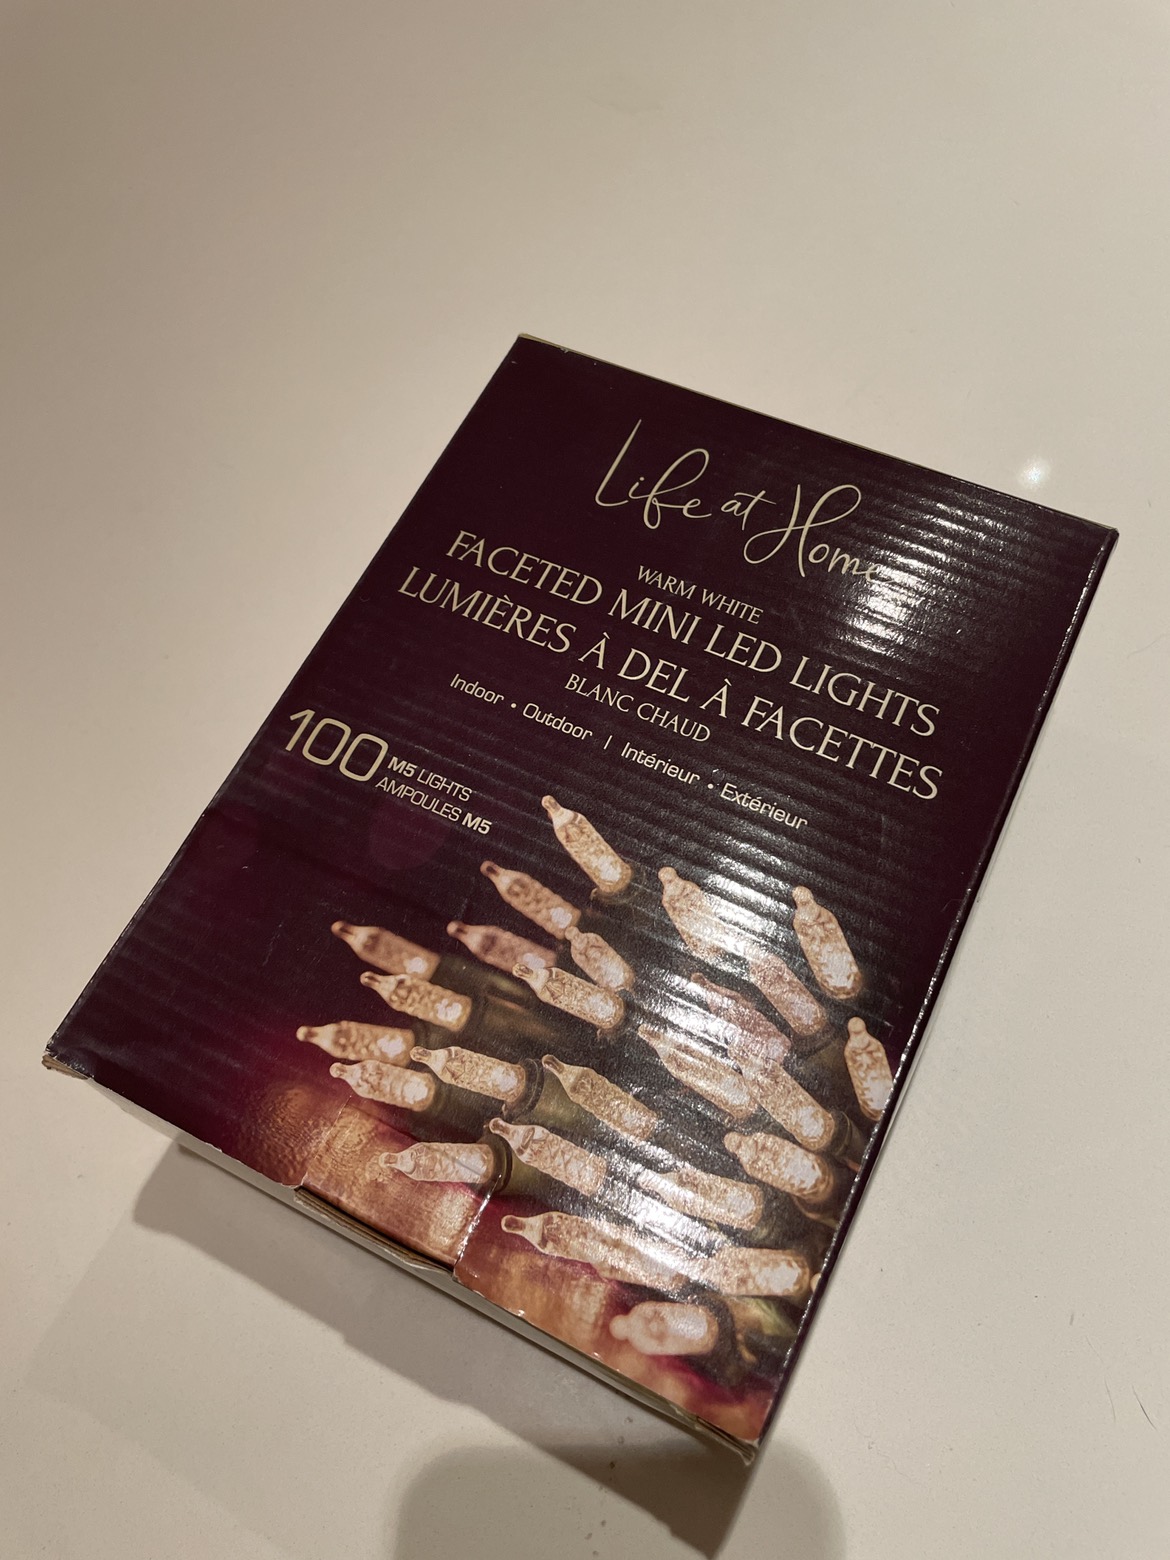 Life at Home
WARM WHITE
FACETED MINI LED LIGHTS
LUMIÈRES À DEL À FACETTES
BLANC CHAUD
Indoor • Outdoor | Intérieur • Extérieur
100 M5 LIGHTS
AMPOULES M5